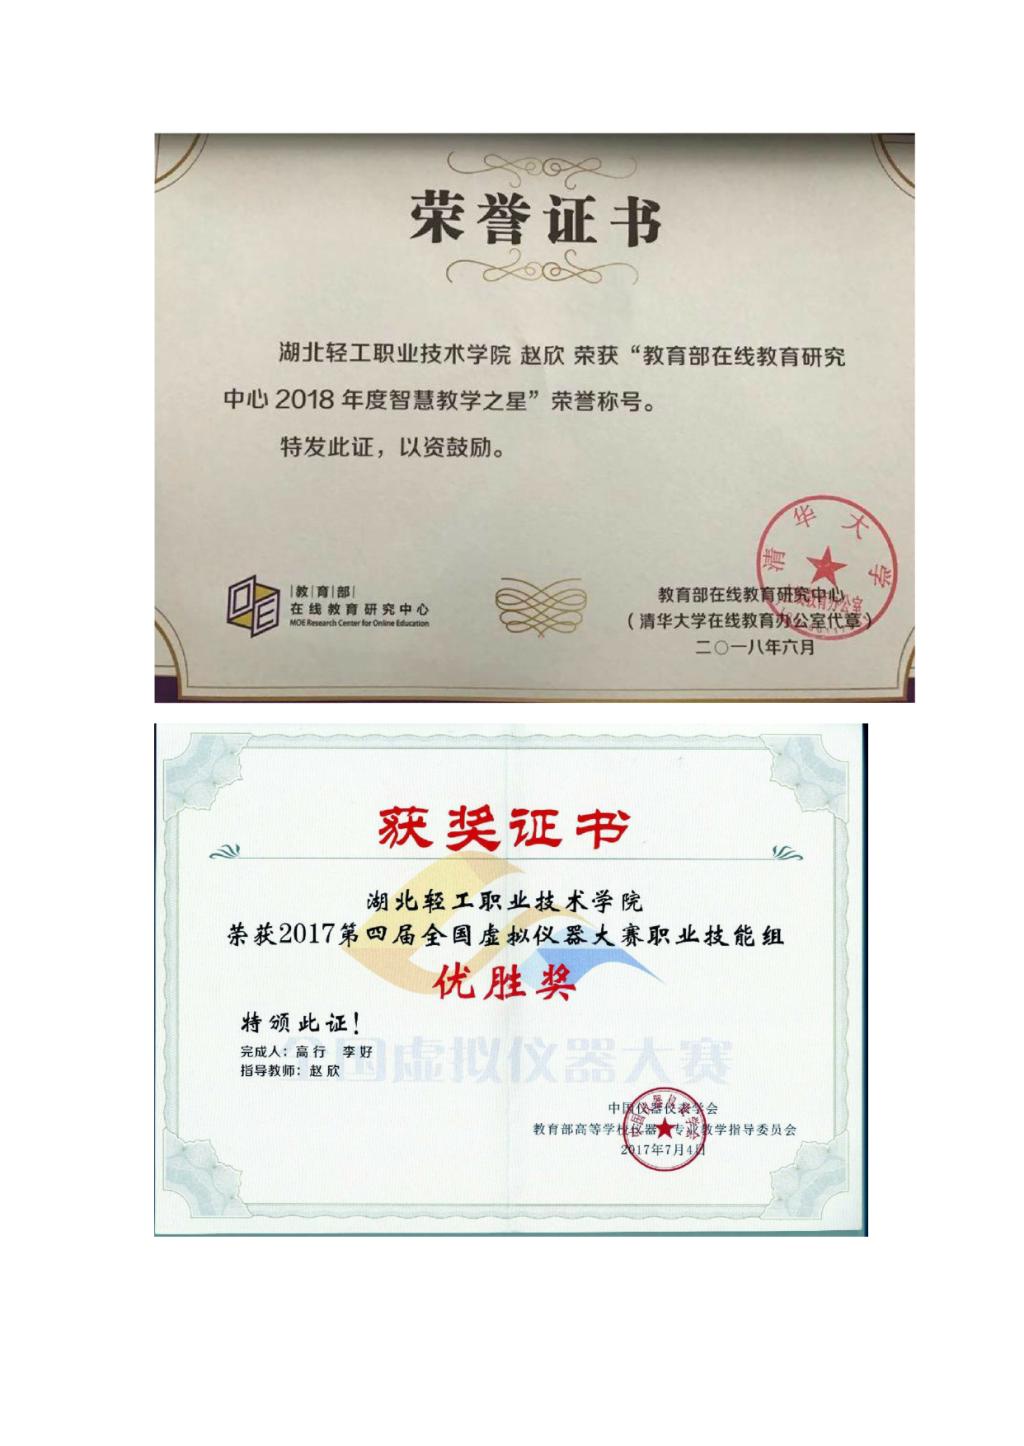 荣誉证书
湖北轻工职业技术学院 赵欣 荣获“教育部在线教育研究
中心 2018 年度智慧教学之星”荣誉称号。
特发此证，以资鼓励。
清华大学
|教|育|部|
在线教育研究中心
MOE Research Center for Online Education
教育部在线教育研究中心
（清华大学在线教育办公室代章）
二〇一八年六月
获奖证书
湖北轻工职业技术学院
荣获2017第四届全国虚拟仪器大赛职业技能组
优胜奖
特颁此证！
完成人：高行 李好
指导教师：赵欣
全国虚拟仪器大赛
中国仪器仪表学会
教育部高等学校仪器 专业教学指导委员会
2017年7月4日